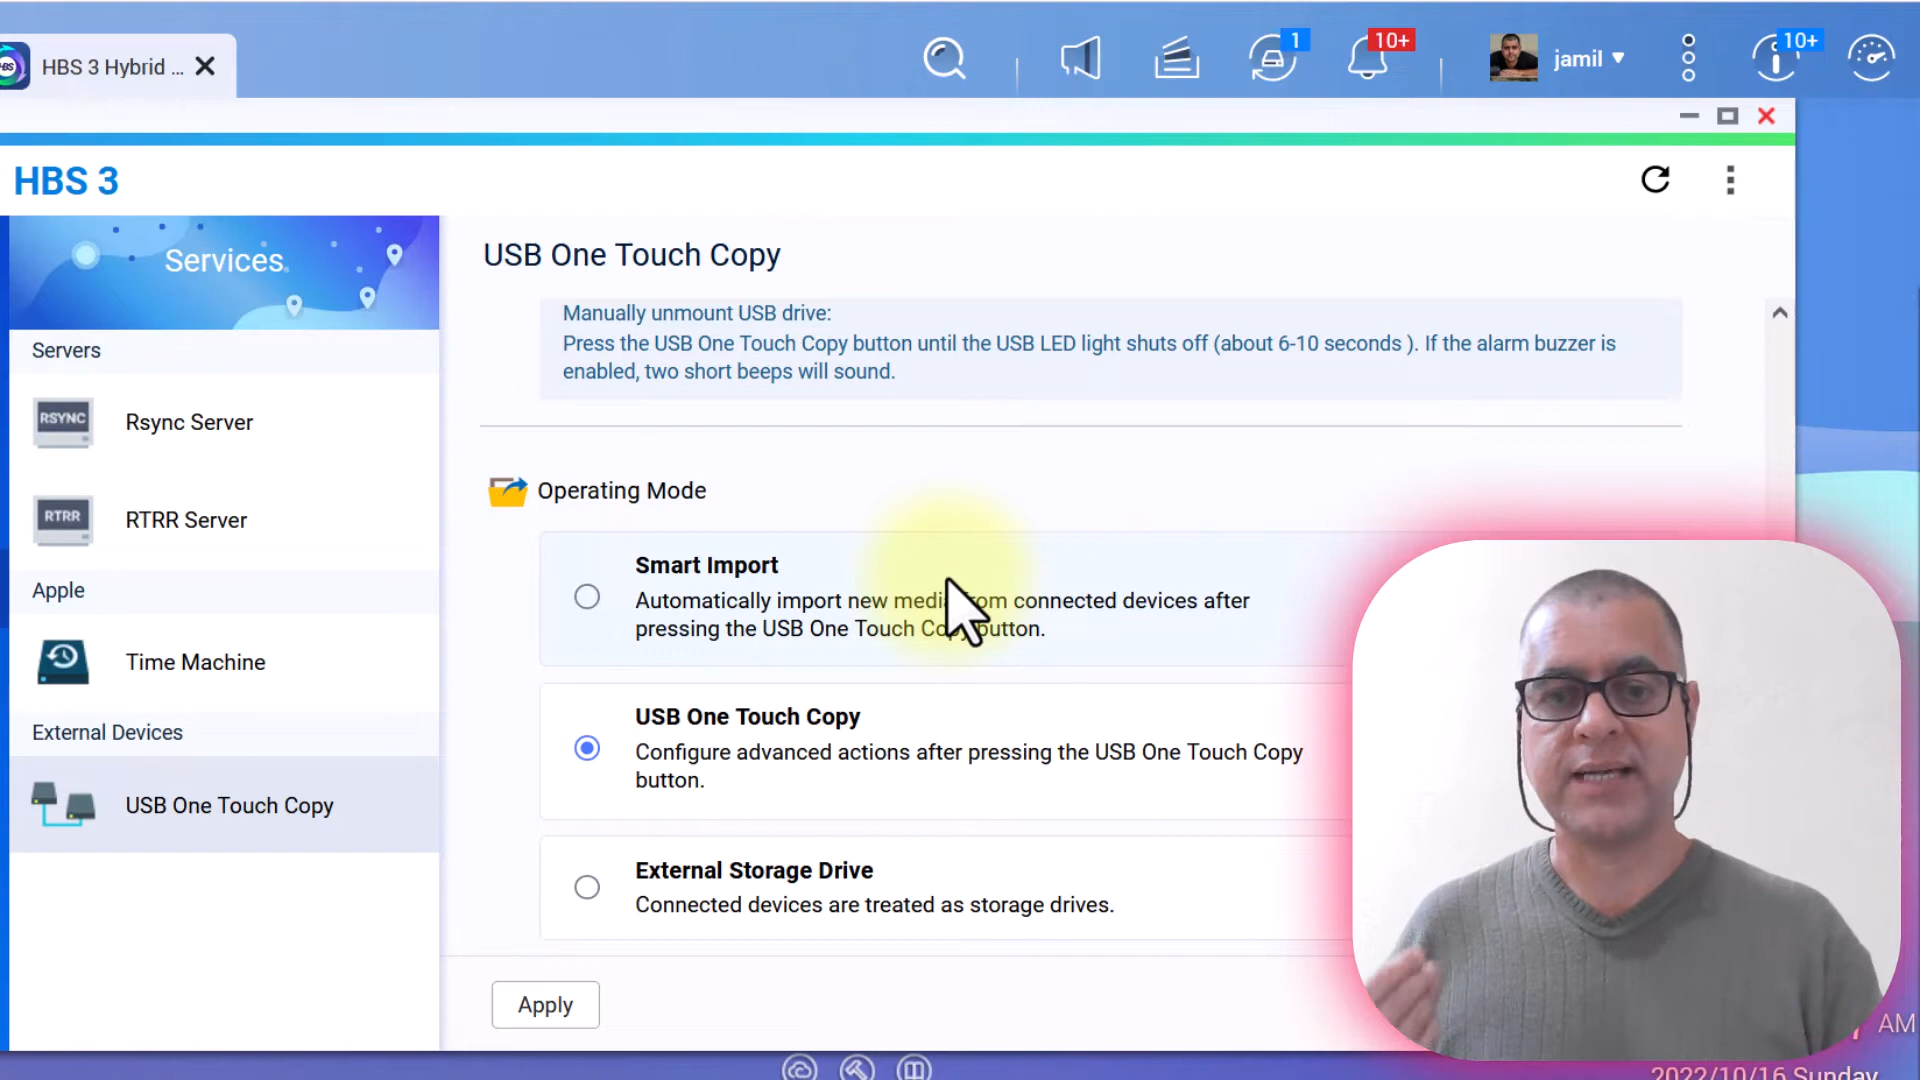 HBS
HBS 3 Hybrid ...
1
10+
jamil
10+
HBS 3
Services
USB One Touch Copy
Manually unmount USB drive:
Press the USB One Touch Copy button until the USB LED light shuts off (about 6-10 seconds ). If the alarm buzzer is
enabled, two short beeps will sound.
Servers
RSYNC
Rsync Server
RTRR
RTRR Server
Apple
Time Machine
External Devices
USB One Touch Copy
Operating Mode
Smart Import
Automatically import new media from connected devices after
pressing the USB One Touch Copy button.
USB One Touch Copy
Configure advanced actions after pressing the USB One Touch Copy
button.
External Storage Drive
Connected devices are treated as storage drives.
Apply
AM
2022/10/16 Sunday